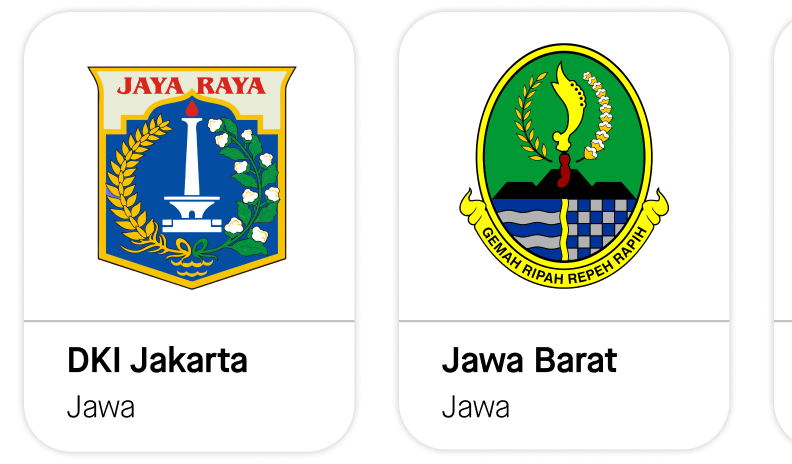 JAYA RAYA
DKI Jakarta
Jawa
GEMAH RIPAH REPEH RAPIH
Jawa Barat
Jawa